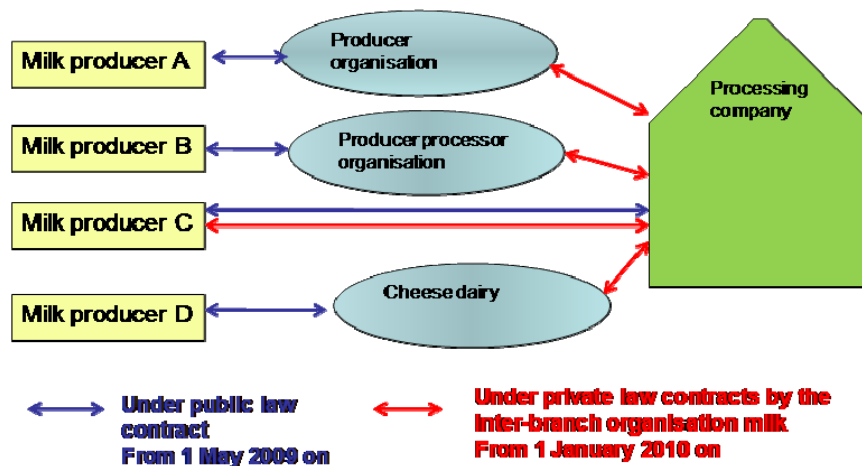 Milk producer A
Producer
organisation
Processing
company
Milk producer B
Producer processor
organisation
Milk producer C
Milk producer D
Cheese dairy
Under public law
contract
From 1 May 2009 on
Under private law contracts by the
Inter-branch organisation milk
From 1 January 2010 on